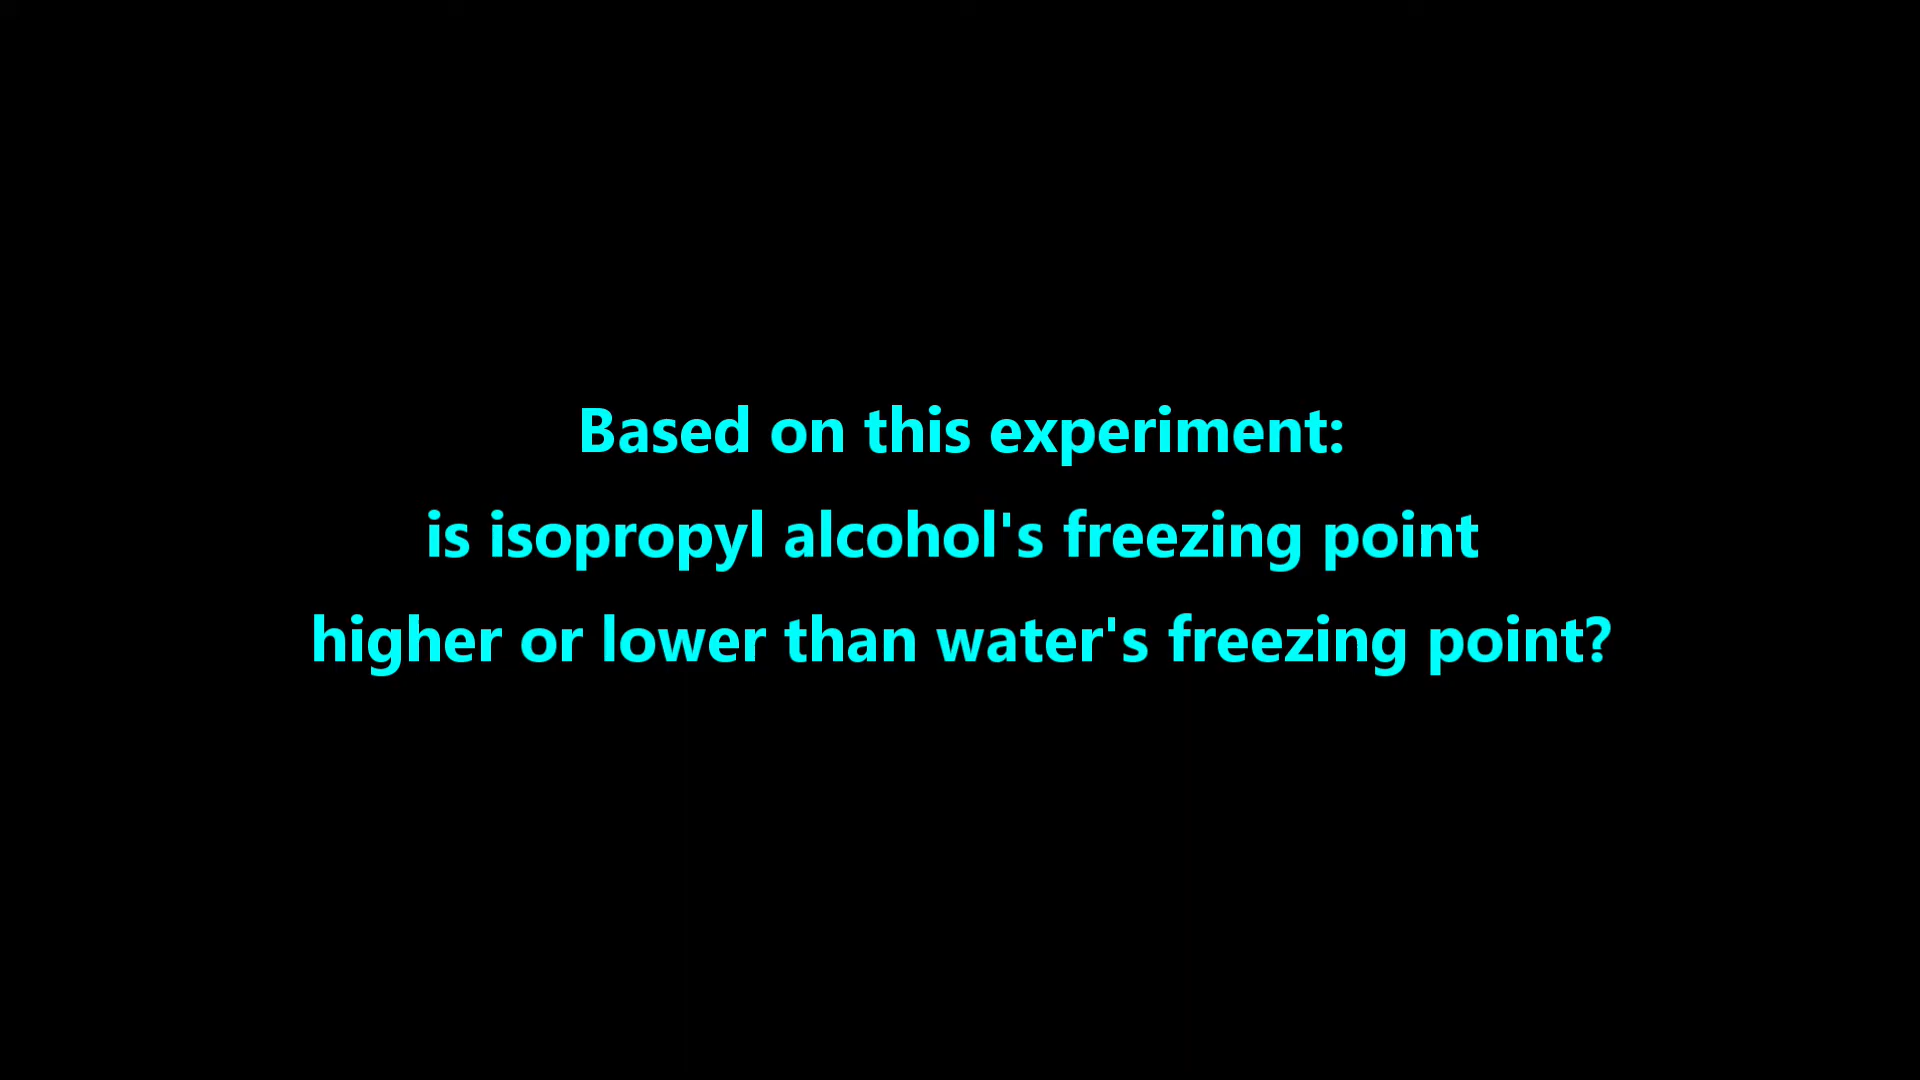 Based on this experiment:
is isopropyl alcohol's freezing point
higher or lower than water's freezing point?